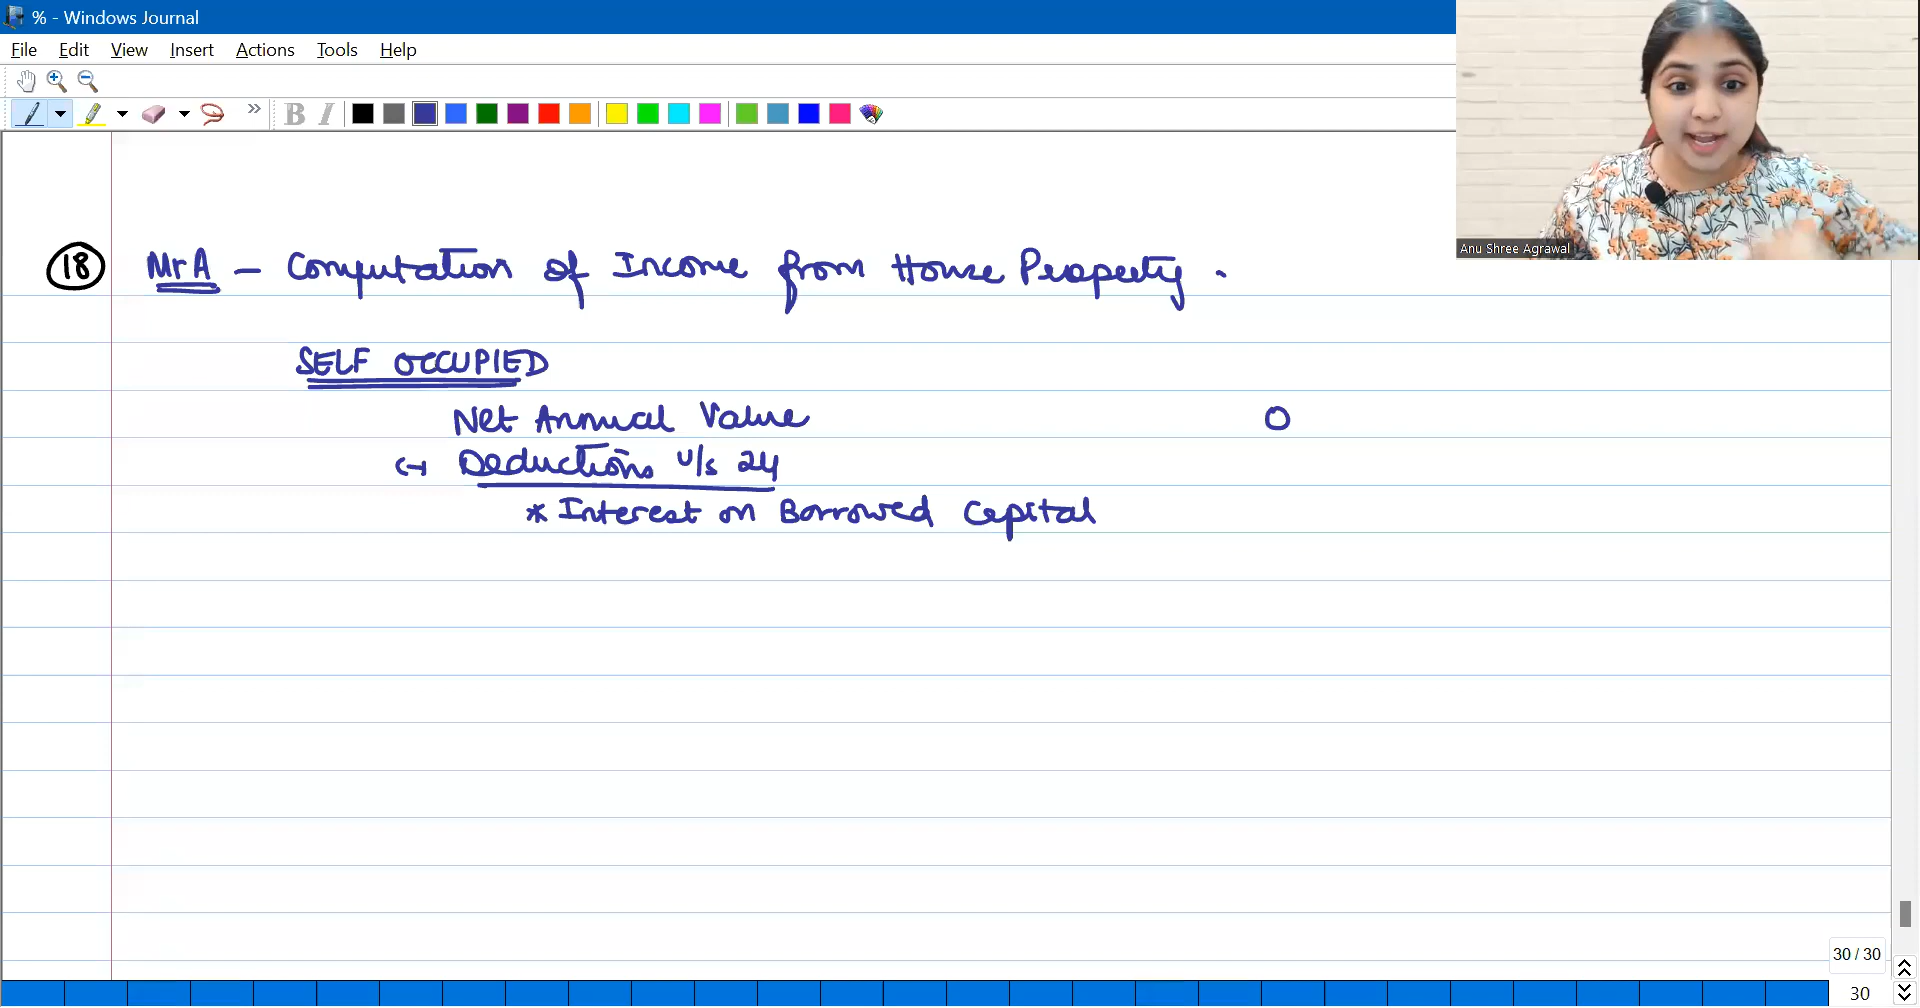 % - Windows Journal
File Edit View Insert Actions Tools Help
B I
Anu Shree Agrawal
18 Mr A - Computation of Income from House Property.
SELF OCCUPIED
Net Annual Value 0
(-) Deductions u/s 24
* Interest on Borrowed Capital
30 / 30
30